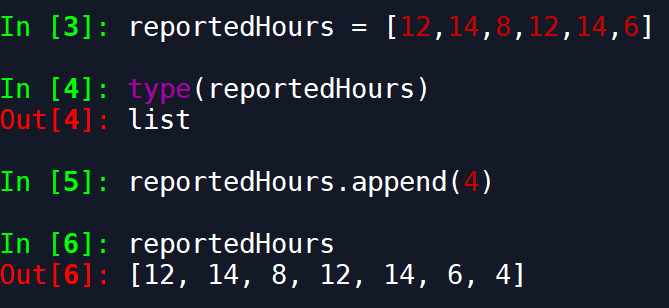 In [3]: reportedHours = [12,14,8,12,14,6]
In [4]: type(reportedHours)
Out[4]: list
In [5]: reportedHours.append(4)
In [6]: reportedHours
Out[6]: [12, 14, 8, 12, 14, 6, 4]